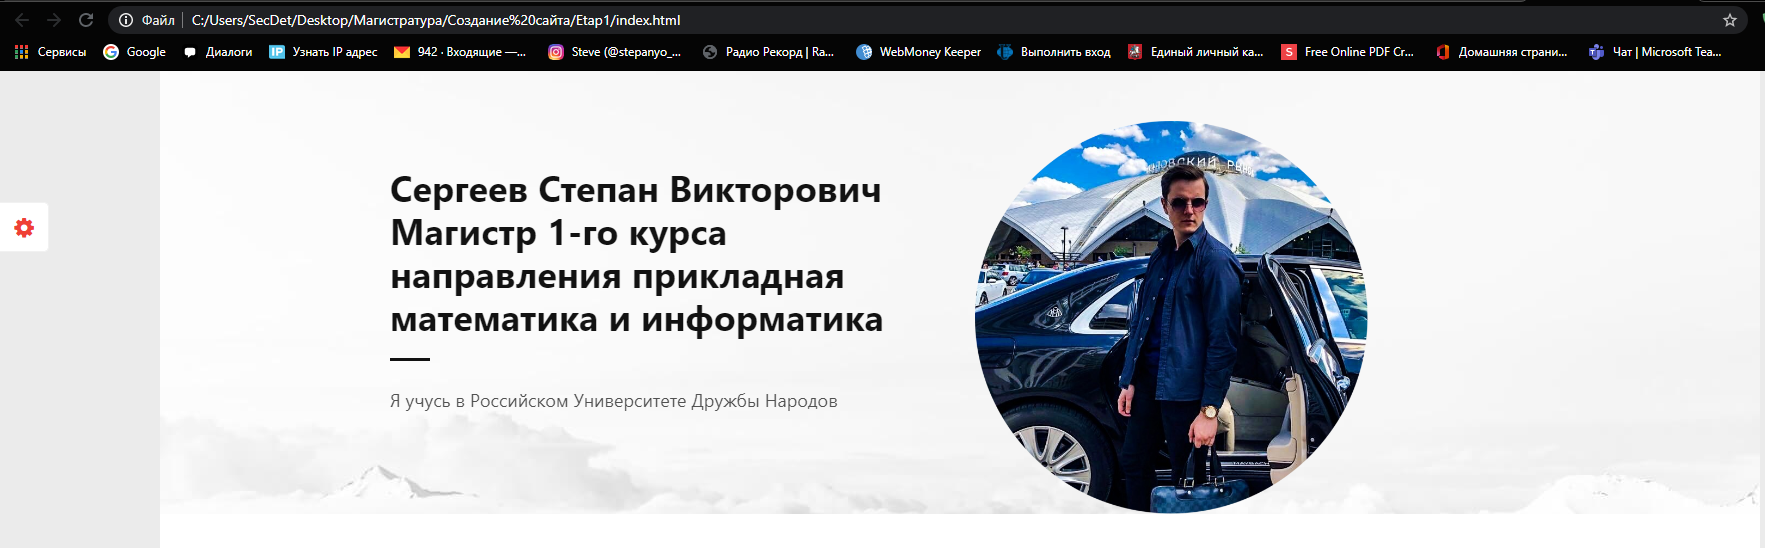 Файл | C:/Users/SecDet/Desktop/Магистратура/Создание%20сайта/Etap1/index.html
Сервисы Google Диалоги Узнать IP адрес 942 · Входящие —... Steve (@stepanyo_... Радио Рекорд | Ra... WebMoney Keeper Выполнить вход Единый личный ка... Free Online PDF Cr... Домашняя страни... Чат | Microsoft Tea...
Сергеев Степан Викторович
Магистр 1-го курса
направления прикладная
математика и информатика
Я учусь в Российском Университете Дружбы Народов